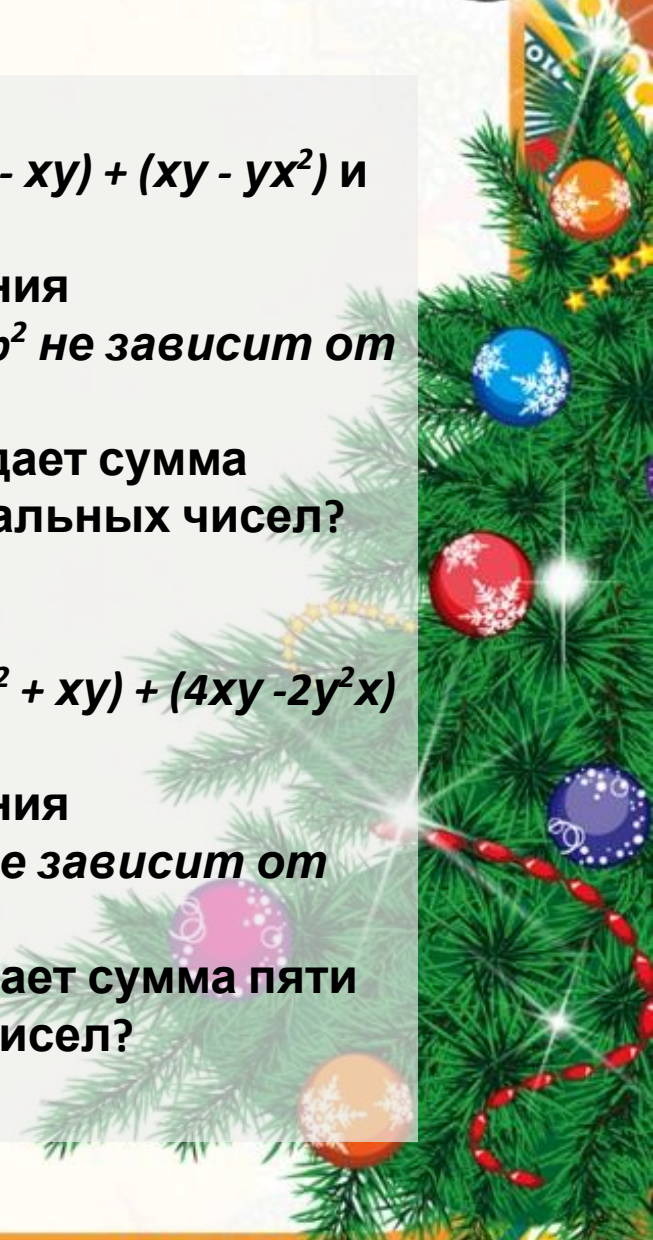 - xy) + (xy - yx²) и
ния
² не зависит от
дает сумма
альных чисел?
² + xy) + (4xy -2y²x)
ния
е зависит от
ает сумма пяти
исел?